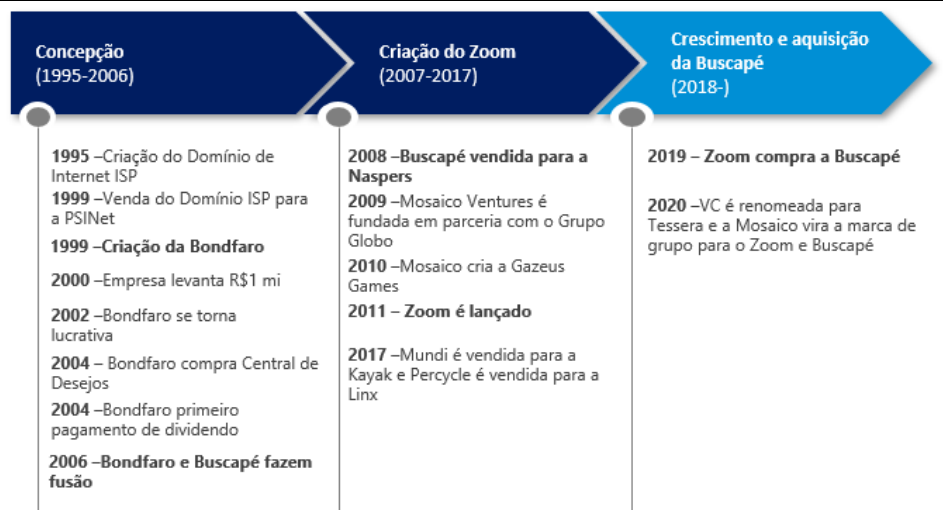 Concepção
(1995-2006)
Criação do Zoom
(2007-2017)
Crescimento e aquisição
da Buscapé
(2018-)
1995 –Criação do Domínio de
Internet ISP
1999 –Venda do Domínio ISP para
a PSINet
1999 –Criação da Bondfaro
2000 –Empresa levanta R$1 mi
2002 –Bondfaro se torna
lucrativa
2004 – Bondfaro compra Central de
Desejos
2004 –Bondfaro primeiro
pagamento de dividendo
2006 –Bondfaro e Buscapé fazem
fusão
2008 –Buscapé vendida para a
Naspers
2009 –Mosaico Ventures é
fundada em parceria com o Grupo
Globo
2010 –Mosaico cria a Gazeus
Games
2011 – Zoom é lançado
2017 –Mundi é vendida para a
Kayak e Percycle é vendida para a
Linx
2019 – Zoom compra a Buscapé
2020 –VC é renomeada para
Tessera e a Mosaico vira a marca de
grupo para o Zoom e Buscapé